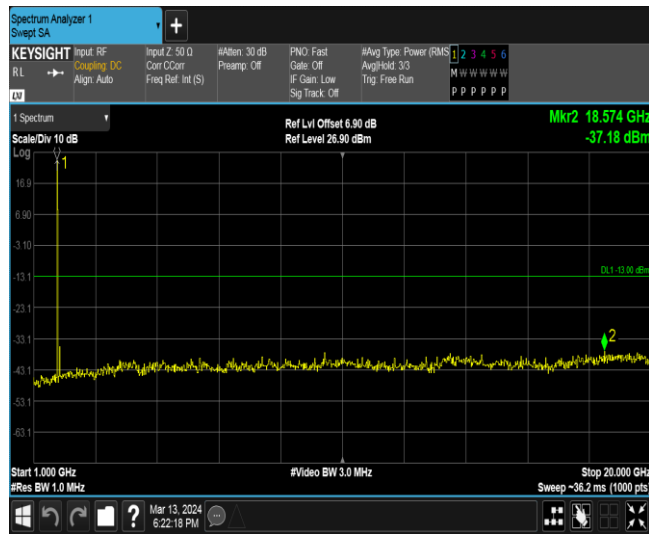 Spectrum Analyzer 1
Swept SA
+
KEYSIGHT
RL
LXI
Input: RF
Coupling: DC
Align: Auto
Input Z: 50 Ω
Corr CCorr
Freq Ref: Int (S)
#Atten: 30 dB
Preamp: Off
PNO: Fast
Gate: Off
IF Gain: Low
Sig Track: Off
#Avg Type: Power (RMS
Avg|Hold: 3/3
Trig: Free Run
1 2 3 4 5 6
M W W W W W
P P P P P P
1 Spectrum
Scale/Div 10 dB
Log
Ref Lvl Offset 6.90 dB
Ref Level 26.90 dBm
Mkr2 18.574 GHz
-37.18 dBm
1
16.9
6.90
-3.10
DL1 -13.00 dBm
-13.1
-23.1
-33.1
2
-43.1
-53.1
-63.1
Start 1.000 GHz
#Res BW 1.0 MHz
#Video BW 3.0 MHz
Stop 20.000 GHz
Sweep ~36.2 ms (1000 pts)
?
Mar 13, 2024
6:22:18 PM